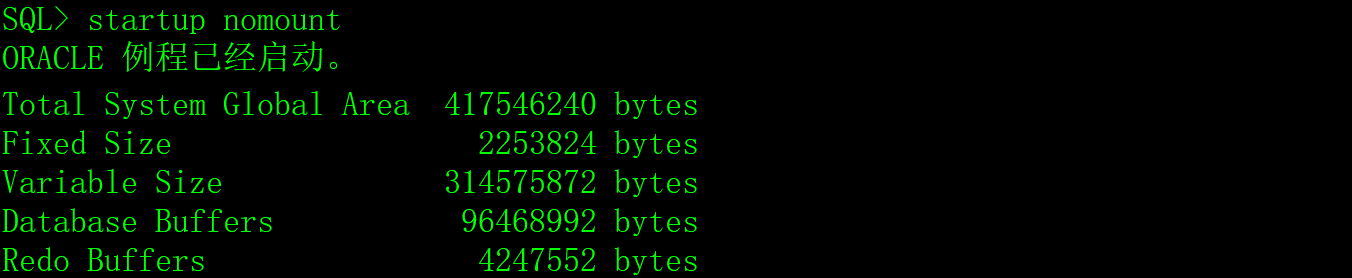 SQL> startup nomount
ORACLE 例程已经启动。
Total System Global Area  417546240 bytes
Fixed Size                  2253824 bytes
Variable Size             314575872 bytes
Database Buffers           96468992 bytes
Redo Buffers                4247552 bytes